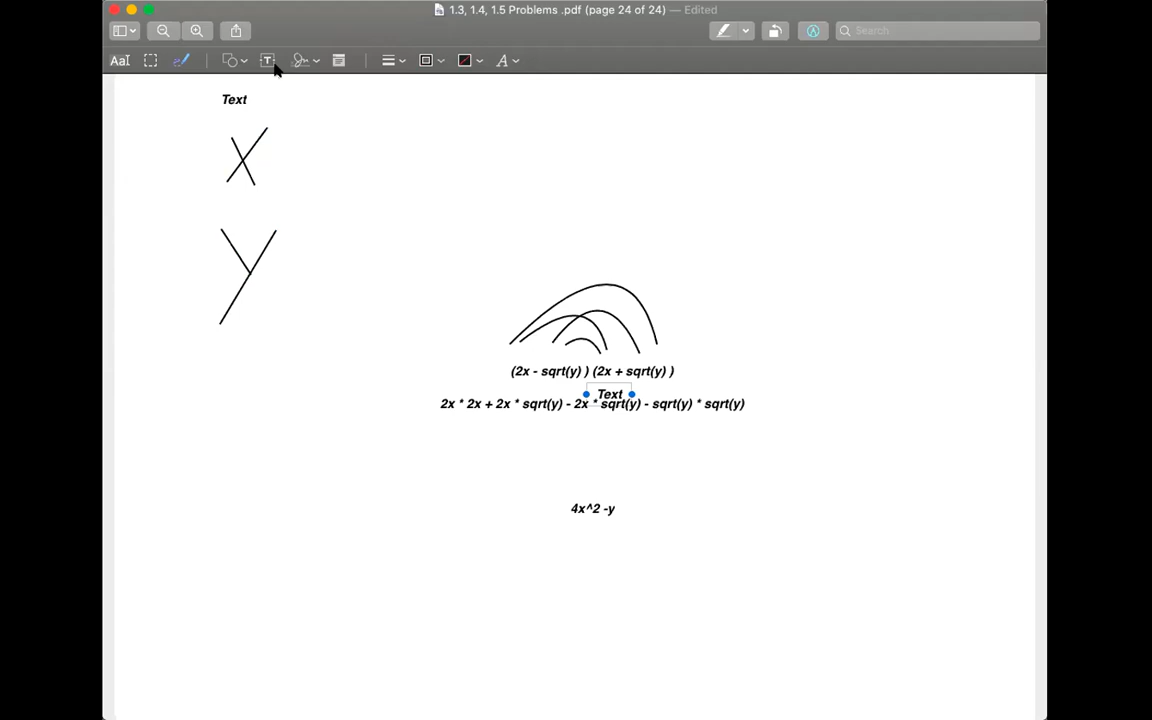 1.3, 1.4, 1.5 Problems .pdf (page 24 of 24) — Edited
Search
AaI T A
Text
X
y
(2x - sqrt(y) ) (2x + sqrt(y) )
Text
2x * 2x + 2x * sqrt(y) - 2x * sqrt(y) - sqrt(y) * sqrt(y)
4x^2 -y